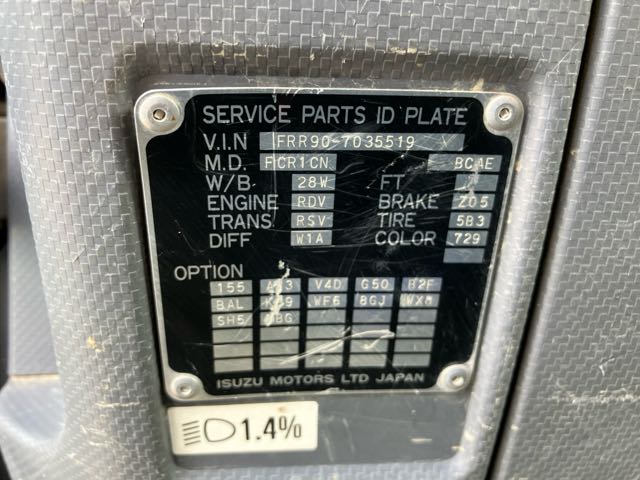 SERVICE PARTS ID PLATE
V.I.N FRR90-7035519
M.D. FCR1CN BCAE
W/B 28W FT
ENGINE RDV BRAKE Z05
TRANS RSV TIRE 5B3
DIFF W1A COLOR 729
OPTION
155 V4D G50 B2F
BAL WF6 8GJ
SH5
ISUZU MOTORS LTD JAPAN
1.4%